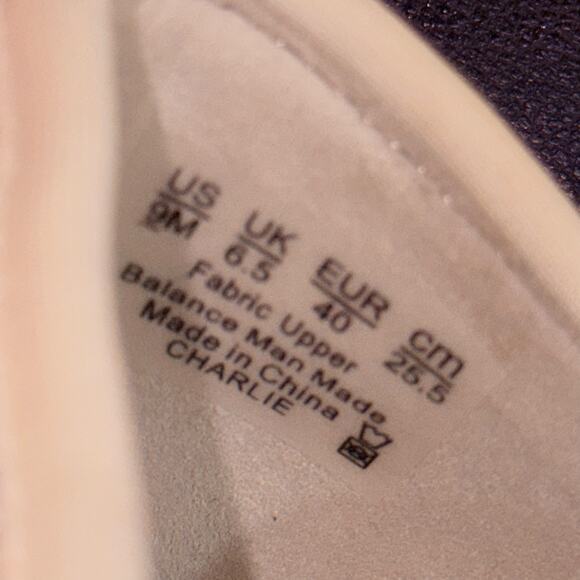 US UK EUR cm
9M 6.5 40 25.5
Fabric Upper
Balance Man Made
Made in China
CHARLIE